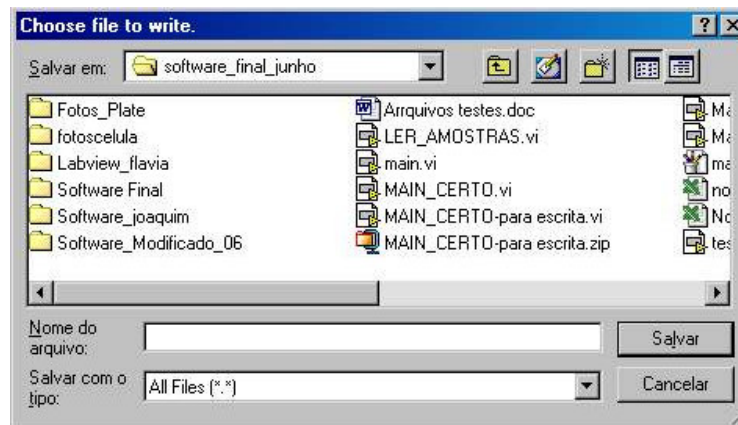 Choose file to write.
Salvar em: software_final_junho
Fotos_Plate
fotoscelula
Labview_flavia
Software Final
Software_joaquim
Software_Modificado_06
Arrquivos testes.doc
LER_AMOSTRAS.vi
main.vi
MAIN_CERTO.vi
MAIN_CERTO-para escrita.vi
MAIN_CERTO-para escrita.zip
Nome do
arquivo:
Salvar
Salvar com o
tipo:
All Files (*.*)
Cancelar